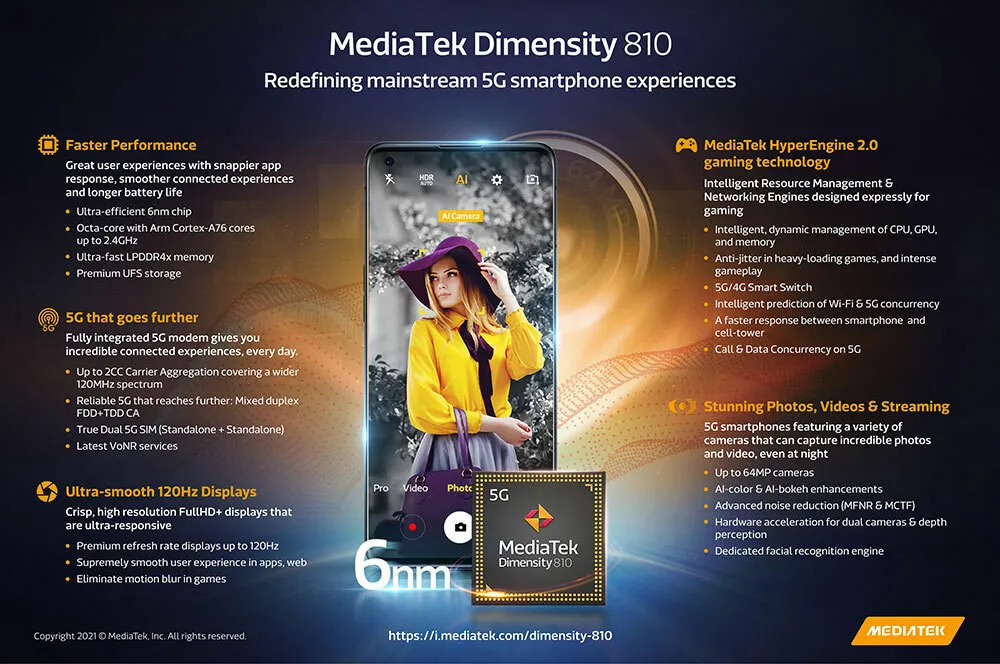 MediaTek Dimensity 810
Redefining mainstream 5G smartphone experiences
Faster Performance
Great user experiences with snappier app
response, smoother connected experiences
and longer battery life
• Ultra-efficient 6nm chip
• Octa-core with Arm Cortex-A76 cores
up to 2.4GHz
• Ultra-fast LPDDR4x memory
• Premium UFS storage
5G
5G that goes further
Fully integrated 5G modem gives you
incredible connected experiences, every day.
• Up to 2CC Carrier Aggregation covering a wider
120MHz spectrum
• Reliable 5G that reaches further: Mixed duplex
FDD+TDD CA
• True Dual 5G SIM (Standalone + Standalone)
• Latest VoNR services
Ultra-smooth 120Hz Displays
Crisp, high resolution FullHD+ displays that
are ultra-responsive
• Premium refresh rate displays up to 120Hz
• Supremely smooth user experience in apps, web
• Eliminate motion blur in games
HDR
AUTO
AI
AI Camera
Pro Video Photo
6nm
5G
MediaTek
Dimensity 810
MediaTek HyperEngine 2.0
gaming technology
Intelligent Resource Management &
Networking Engines designed expressly for
gaming
• Intelligent, dynamic management of CPU, GPU,
and memory
• Anti-jitter in heavy-loading games, and intense
gameplay
• 5G/4G Smart Switch
• Intelligent prediction of Wi-Fi & 5G concurrency
• A faster response between smartphone and
cell-tower
• Call & Data Concurrency on 5G
Stunning Photos, Videos & Streaming
5G smartphones featuring a variety of
cameras that can capture incredible photos
and video, even at night
• Up to 64MP cameras
• AI-color & AI-bokeh enhancements
• Advanced noise reduction (MFNR & MCTF)
• Hardware acceleration for dual cameras & depth
perception
• Dedicated facial recognition engine
Copyright 2021 © MediaTek, Inc. All rights reserved.
https://i.mediatek.com/dimensity-810
MEDIATEK